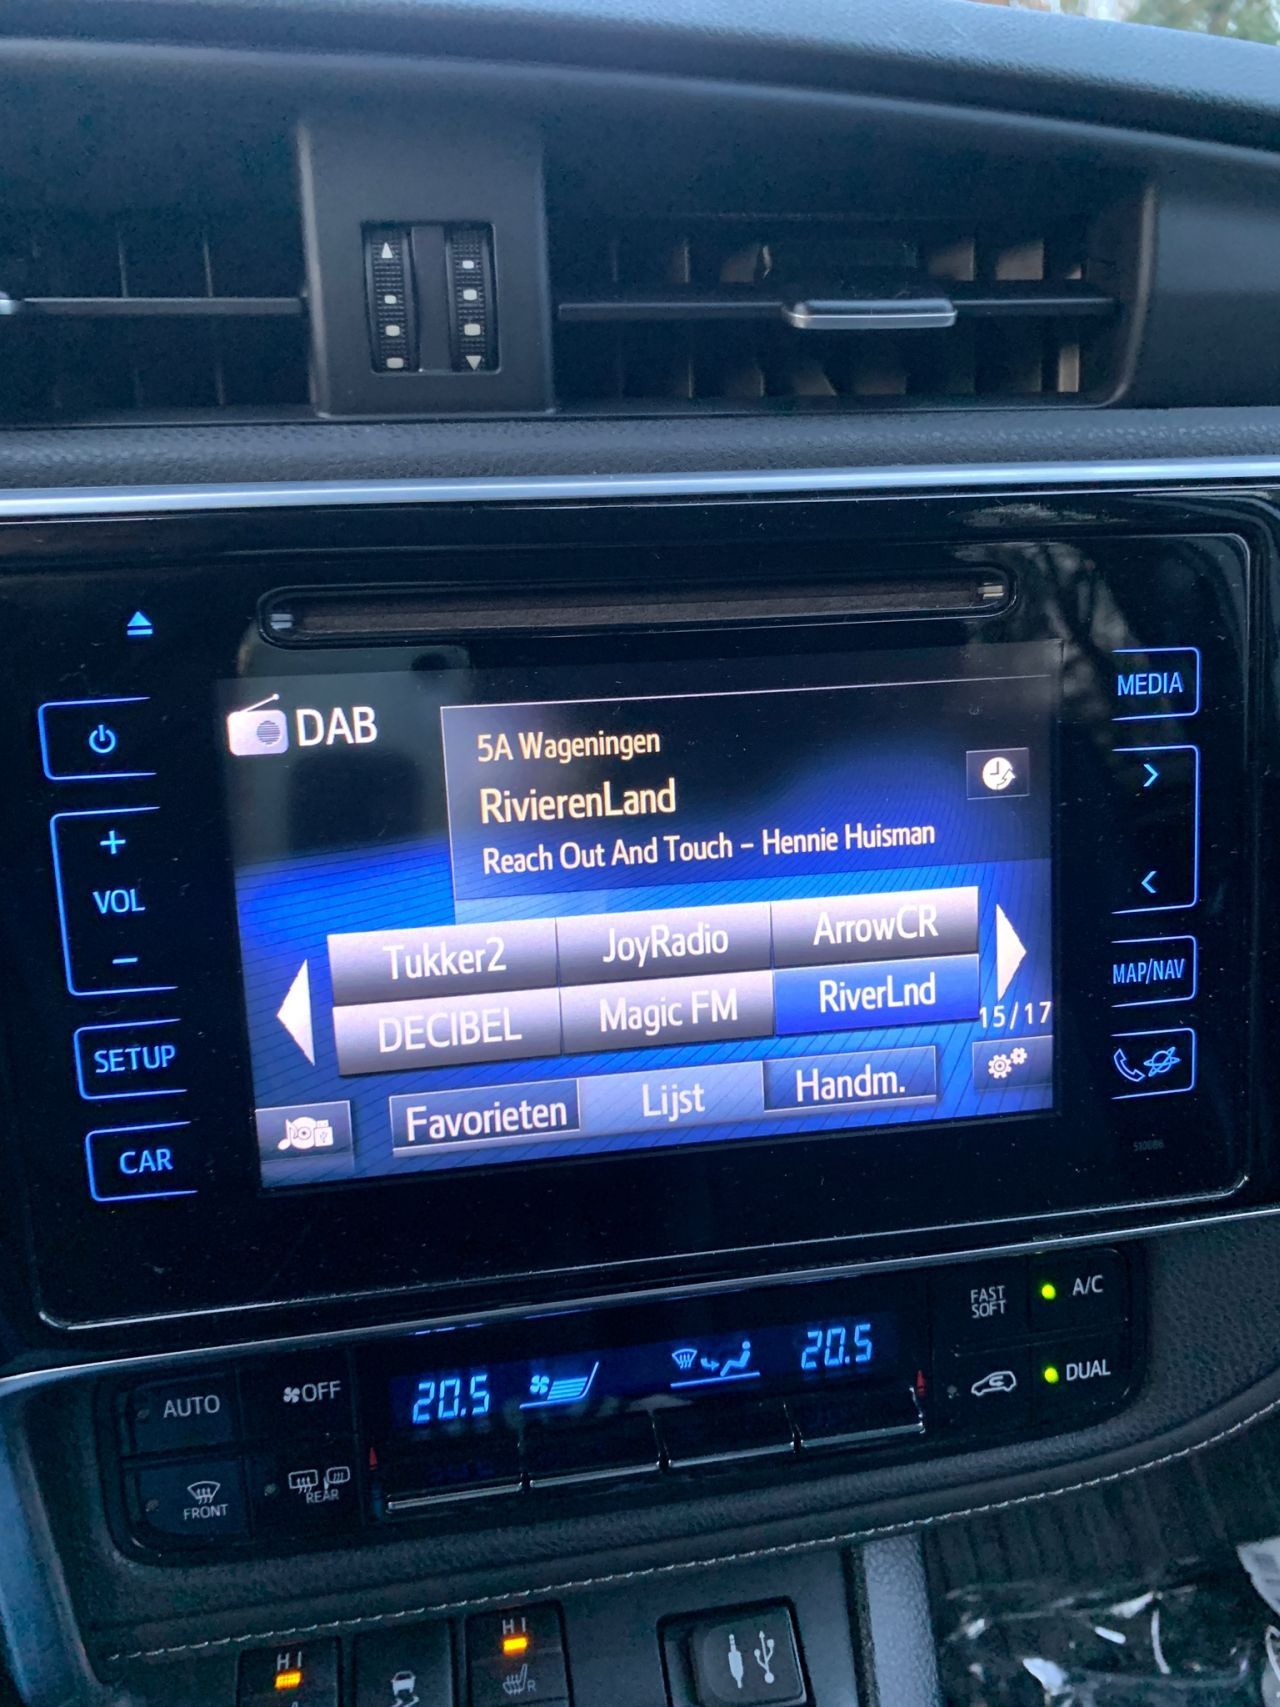 DAB
5A Wageningen
RivierenLand
Reach Out And Touch – Hennie Huisman
Tukker2 JoyRadio ArrowCR
DECIBEL Magic FM RiverLnd
15/17
Favorieten Lijst Handm.
VOL
SETUP
CAR
MEDIA
MAP/NAV
510086
AUTO
OFF
20.5
20.5
FAST
SOFT
A/C
DUAL
FRONT
REAR
HI
HI
R